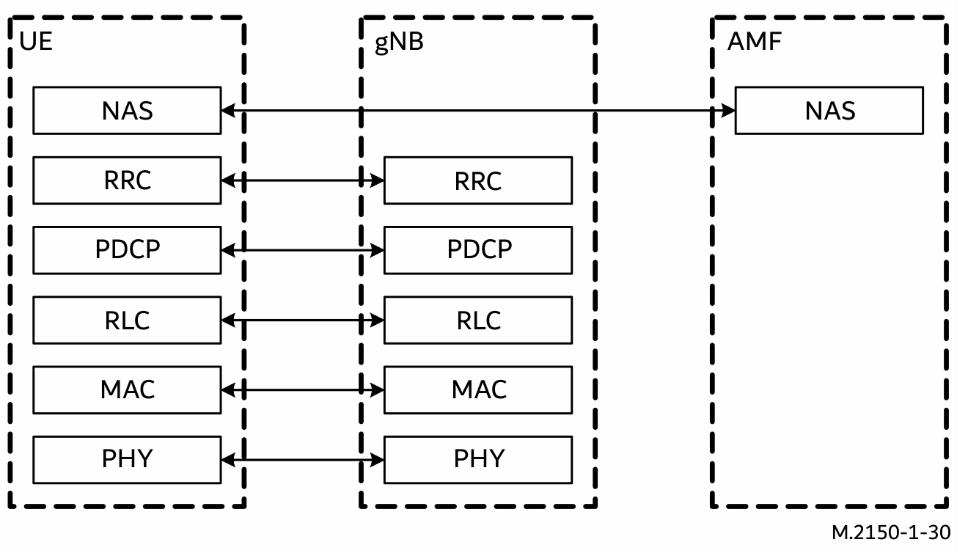 UE gNB AMF
NAS NAS
RRC RRC
PDCP PDCP
RLC RLC
MAC MAC
PHY PHY
M.2150-1-30